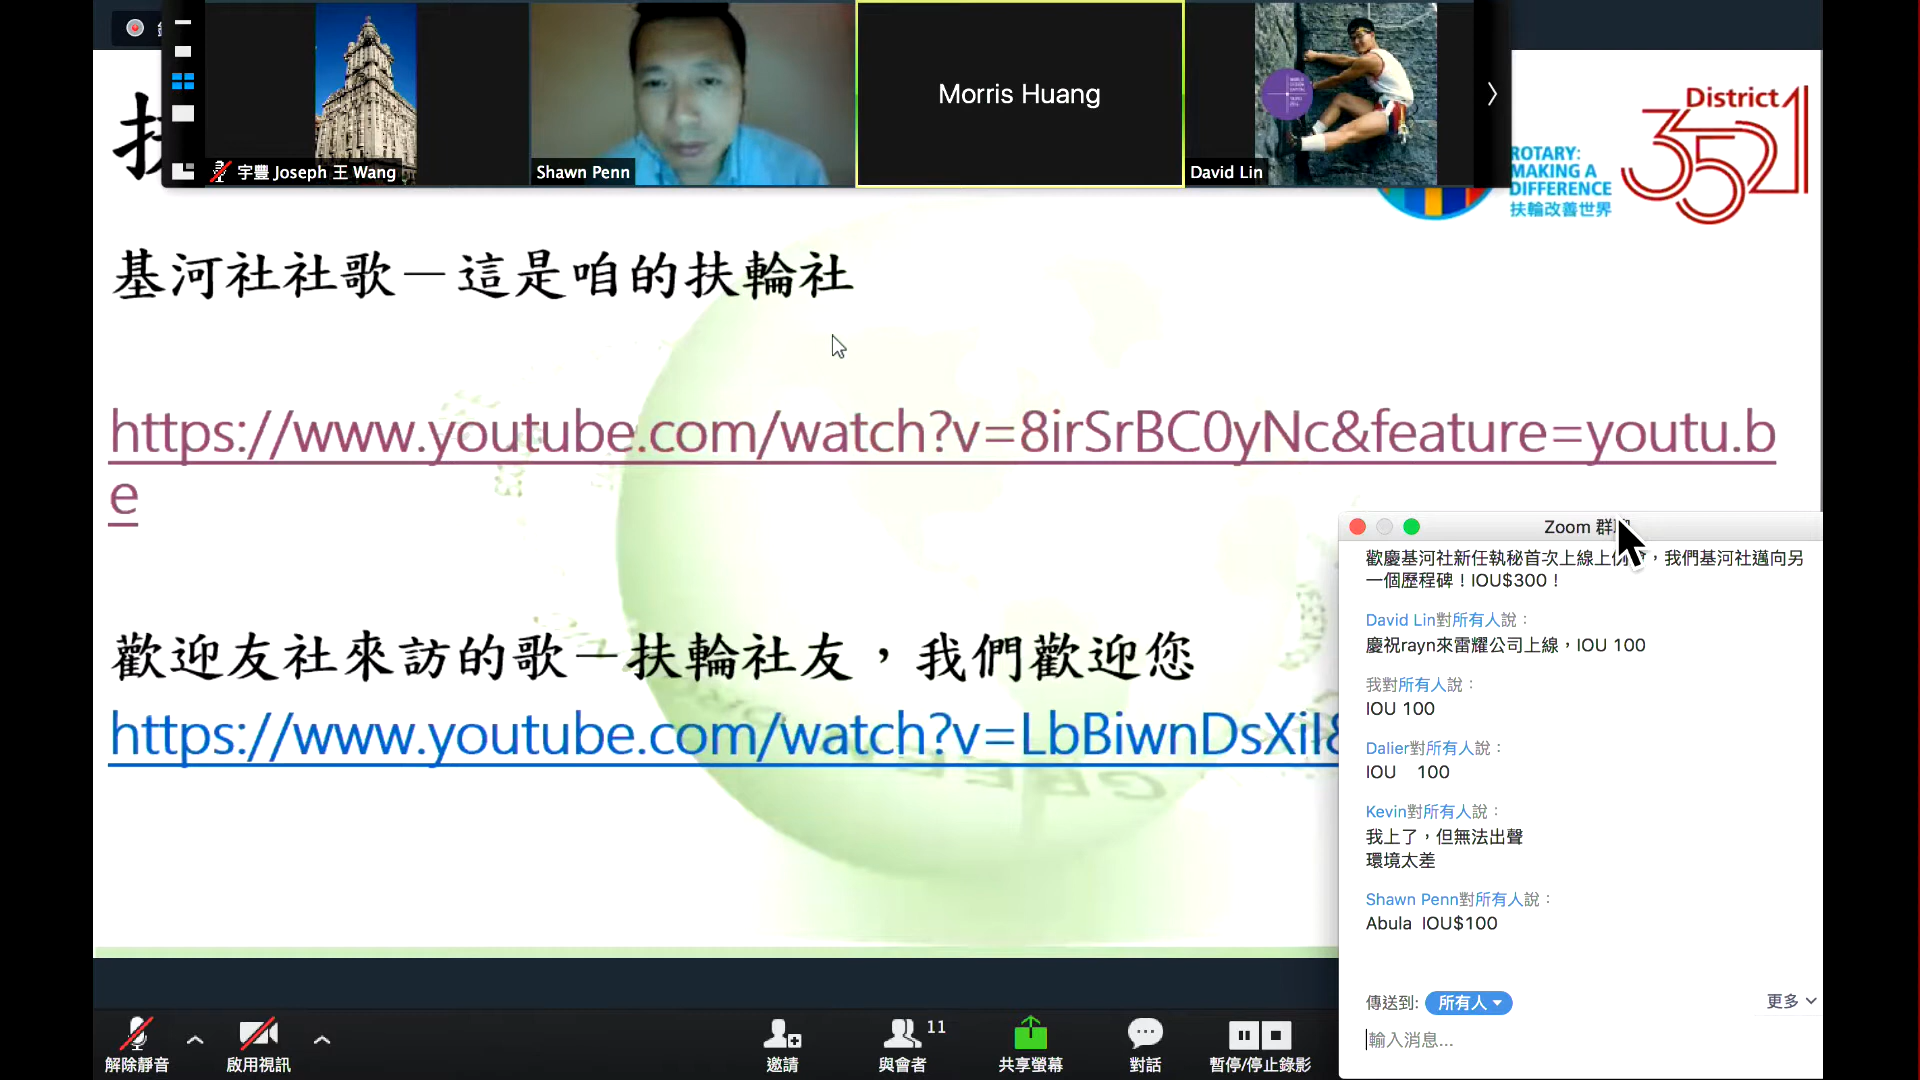 宇豐 Joseph 王 Wang
Shawn Penn
Morris Huang
David Lin
District
3521
ROTARY:
MAKING A
DIFFERENCE
扶輪改善世界
基河社社歌－這是咱的扶輪社
https://www.youtube.com/watch?v=8irSrBC0yNc&feature=youtu.b
e
歡迎友社來訪的歌－扶輪社友，我們歡迎您
https://www.youtube.com/watch?v=LbBiwnDsXiI&
Zoom 群
歡慶基河社新任執秘首次上線上，我們基河社邁向另
一個歷程碑！IOU$300！
David Lin對所有人說：
慶祝rayn來雷耀公司上線，IOU 100
我對所有人說：
IOU 100
Dalier對所有人說：
IOU 100
Kevin對所有人說：
我上了，但無法出聲
環境太差
Shawn Penn對所有人說：
Abula IOU$100
傳送到: 所有人
更多
輸入消息...
解除靜音
啟用視訊
邀請
11
與會者
共享螢幕
對話
暫停/停止錄影